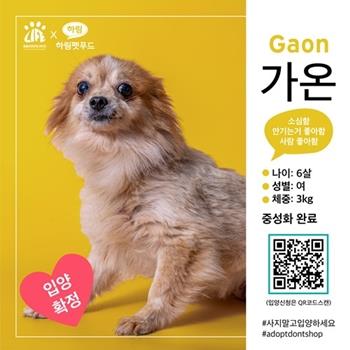 LIFE
x
하림
하림펫푸드
Gaon
가온
소심함
안기는거 좋아함
사람 좋아함
● 나이: 6살
● 성별: 여
● 체중: 3kg
중성화 완료
입양
확정
(입양신청은 QR코드스캔)
#사지말고입양하세요
#adoptdontshop